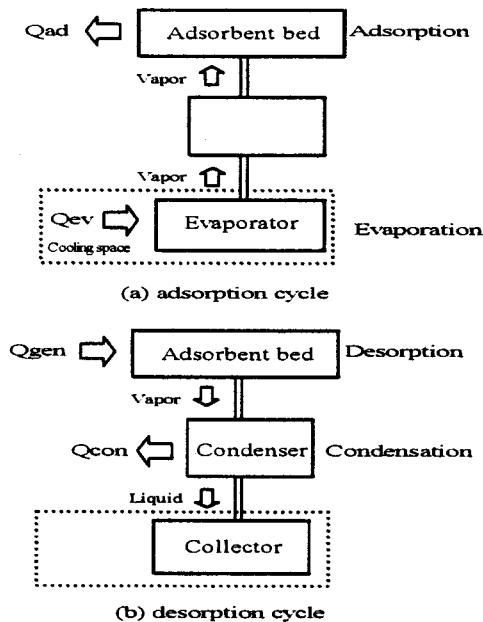 Qad
Adsorbent bed
Adsorption
Vapor
Vapor
Qev
Cooling space
Evaporator
Evaporation
(a) adsorption cycle
Qgen
Adsorbent bed
Desorption
Vapor
Qcon
Condenser
Condensation
Liquid
Collector
(b) desorption cycle